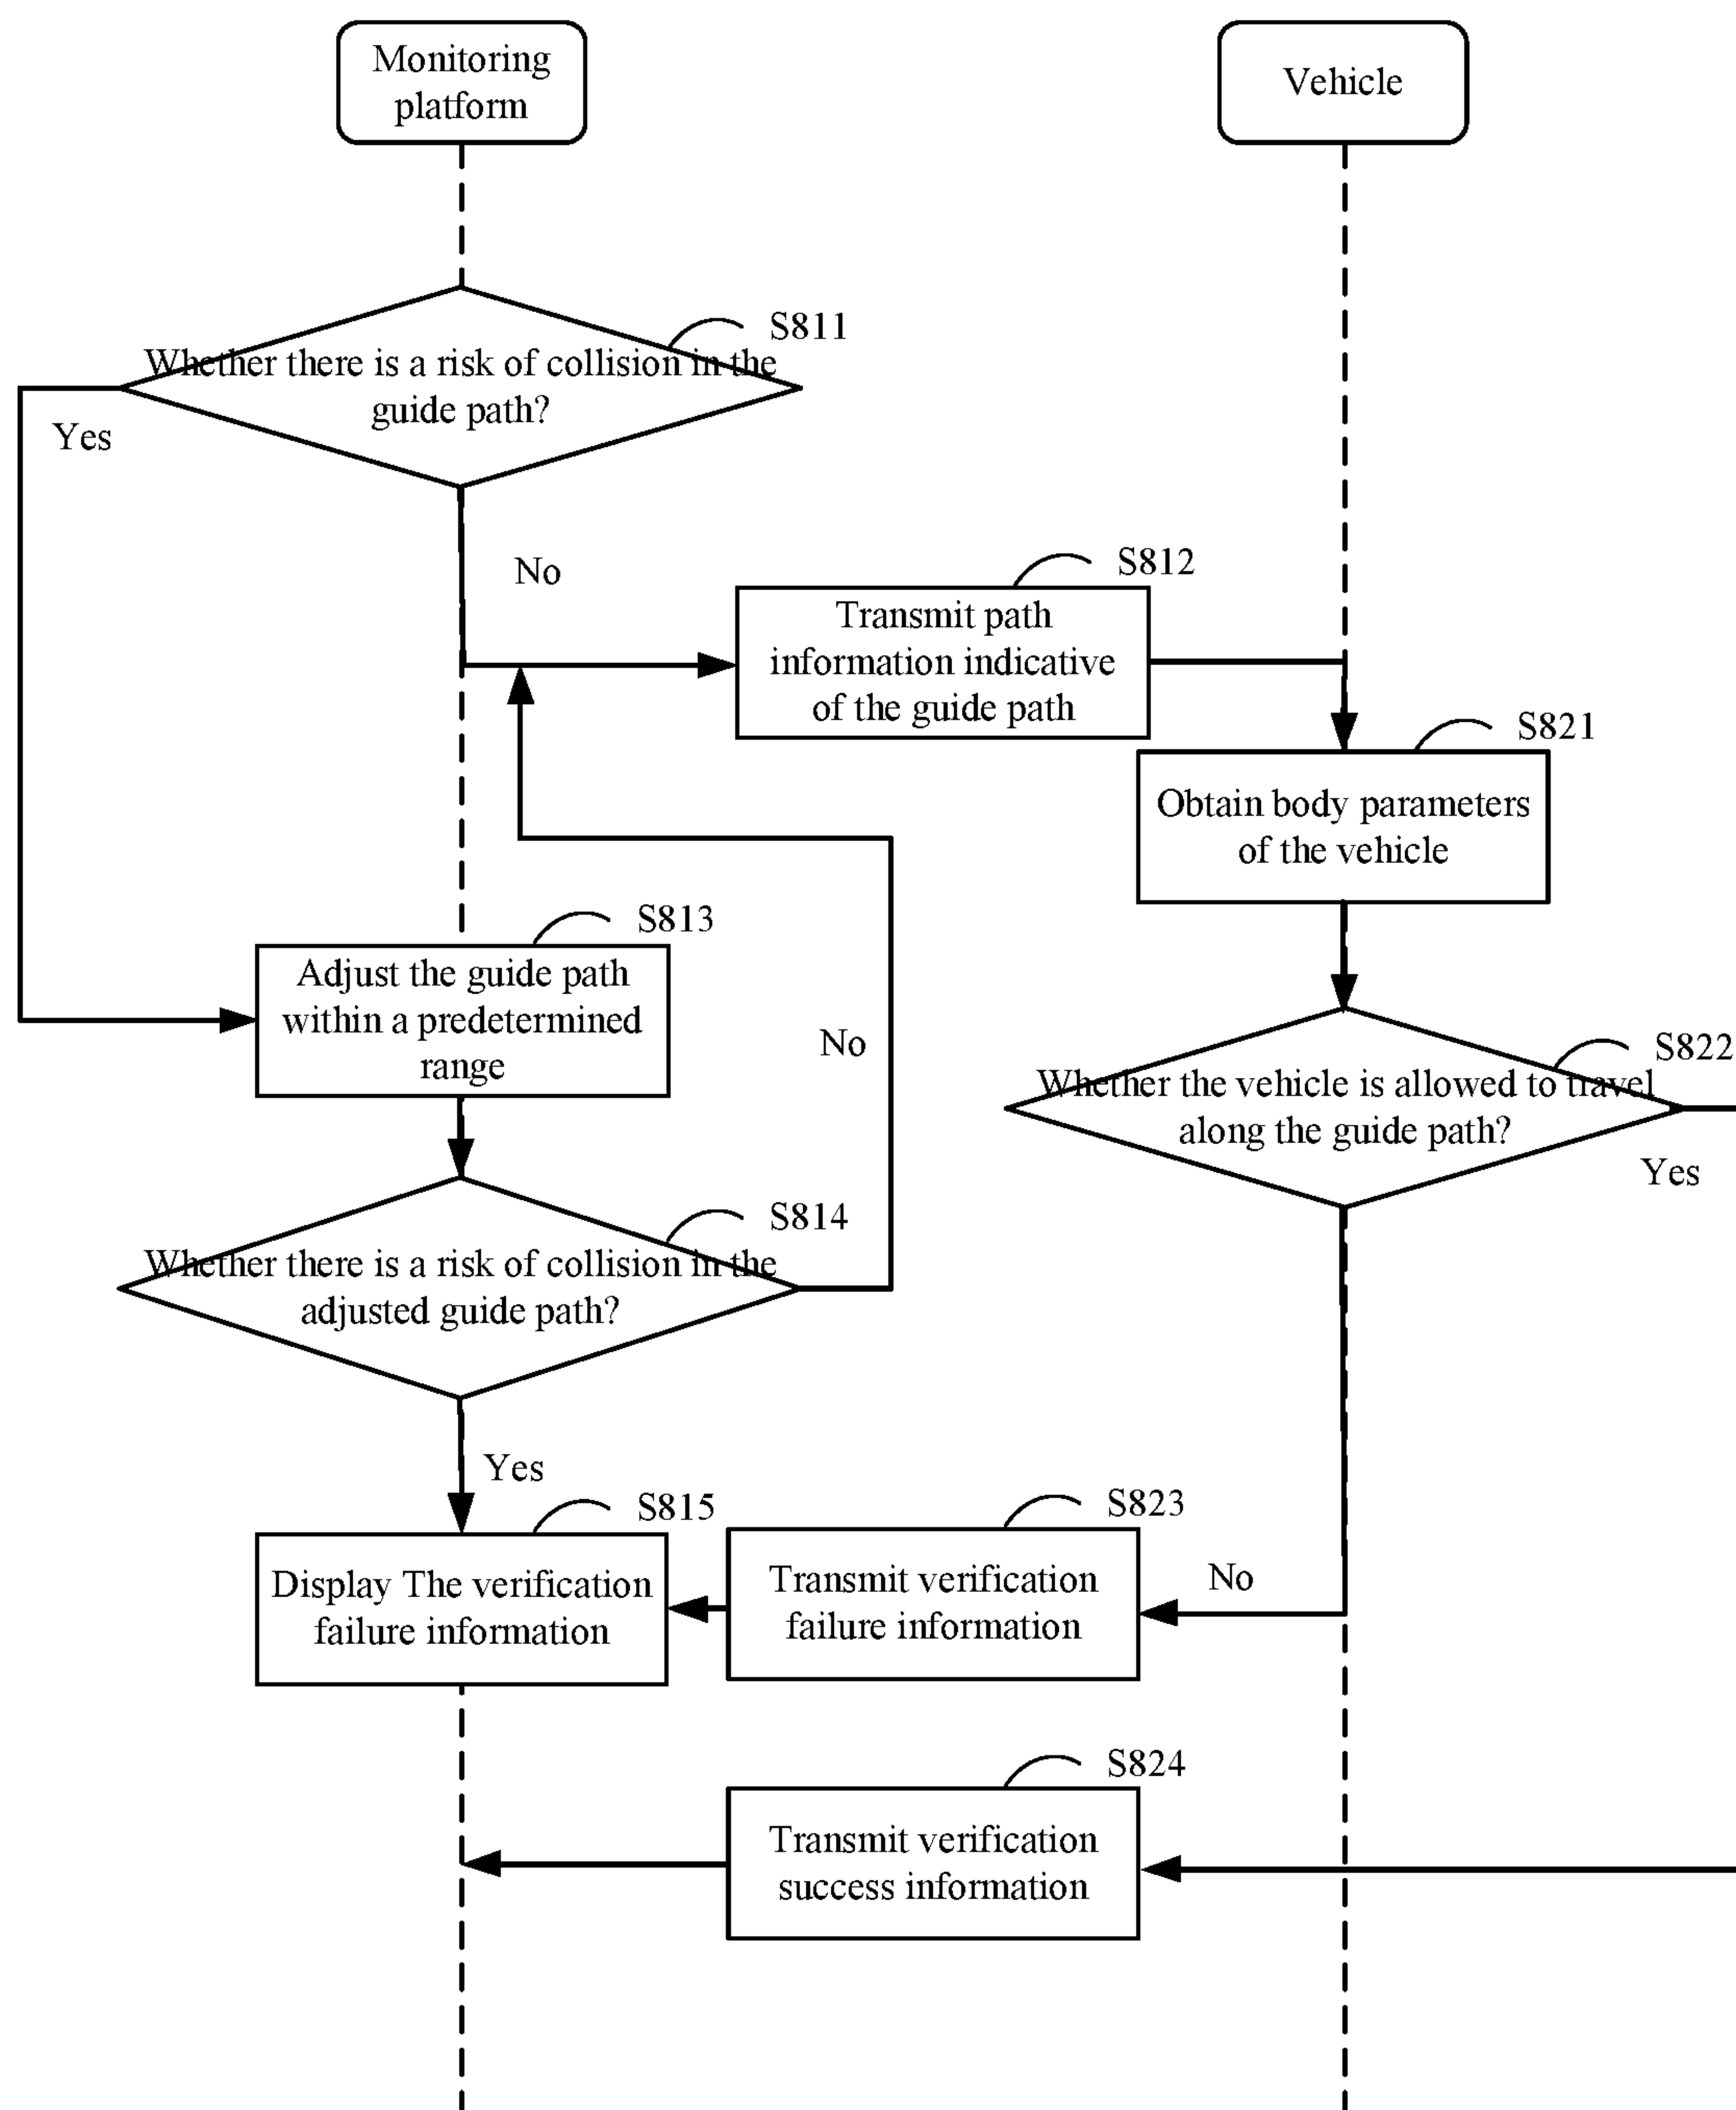 Monitoring
platform
Vehicle
S811
Whether there is a risk of collision in the
guide path?
Yes
No
S812
Transmit path
information indicative
of the guide path
S821
Obtain body parameters
of the vehicle
S813
Adjust the guide path
within a predetermined
range
No
S822
Whether the vehicle is allowed to travel
along the guide path?
Yes
S814
Whether there is a risk of collision in the
adjusted guide path?
Yes
S815
Display The verification
failure information
S823
Transmit verification
failure information
No
S824
Transmit verification
success information